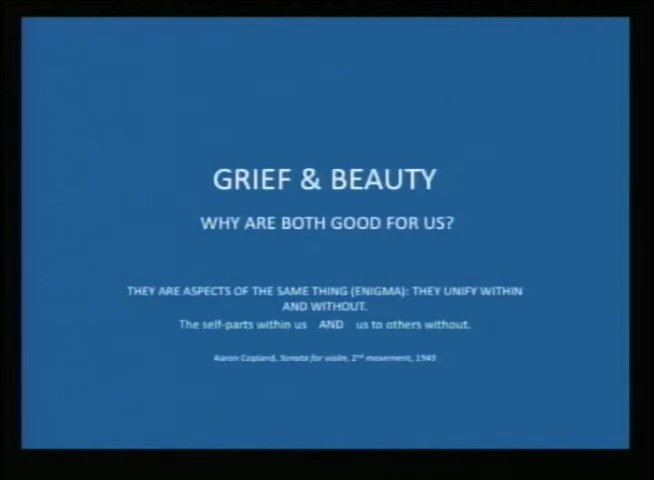 GRIEF & BEAUTY
WHY ARE BOTH GOOD FOR US?
THEY ARE ASPECTS OF THE SAME THING (ENIGMA): THEY UNIFY WITHIN
AND WITHOUT.
The self-parts within us AND us to others without.
Aaron Copland, Sonata for violin, 2nd movement, 1943